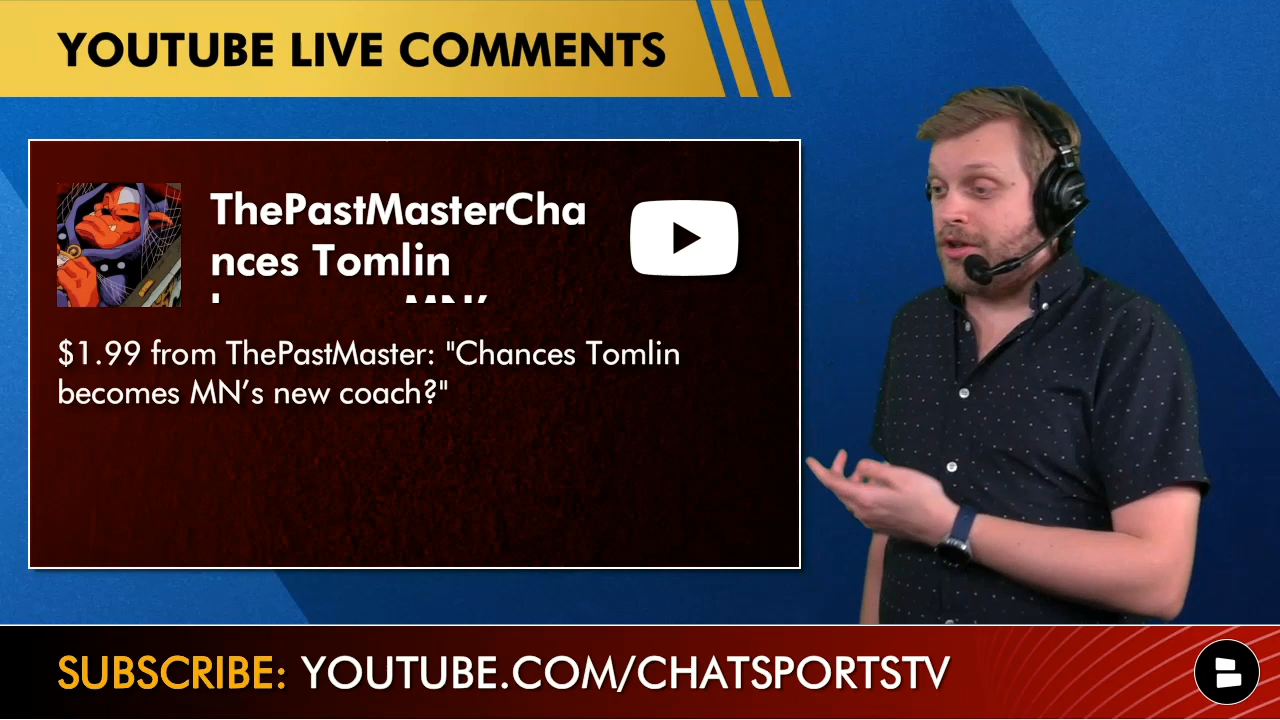 YOUTUBE LIVE COMMENTS
ThePastMasterCha
nces Tomlin
$1.99 from ThePastMaster: "Chances Tomlin
becomes MN’s new coach?"
SUBSCRIBE: YOUTUBE.COM/CHATSPORTSTV